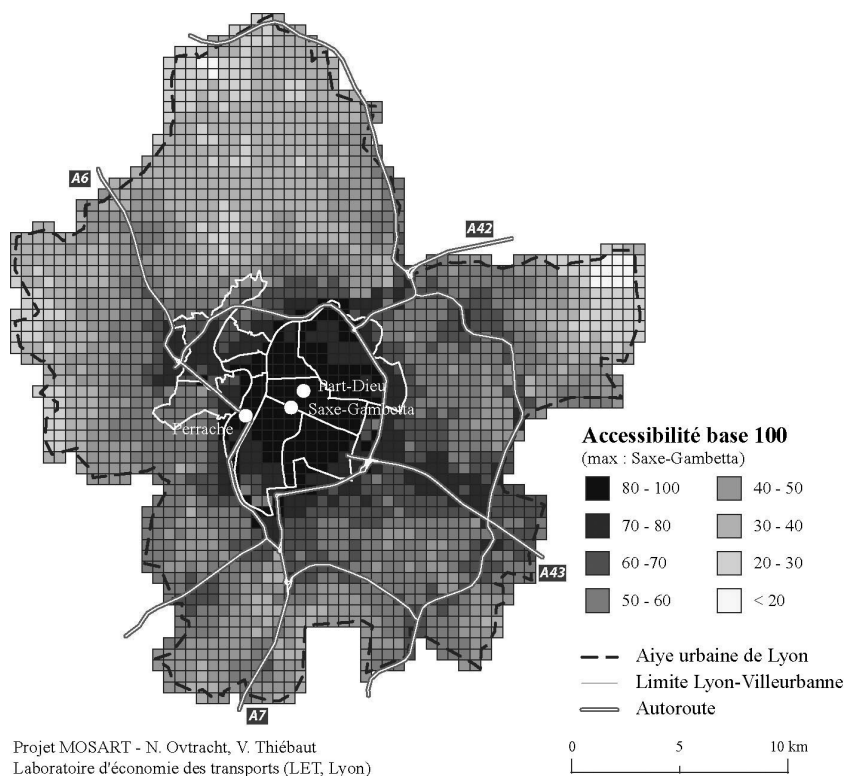 A6
A42
Part-Dieu
Saxe-Gambetta
Perrache
Accessibilité base 100
(max : Saxe-Gambetta)
80 - 100
40 - 50
70 - 80
30 - 40
60 -70
20 - 30
50 - 60
< 20
A43
Aiye urbaine de Lyon
Limite Lyon-Villeurbanne
Autoroute
A7
Projet MOSART - N. Ovtracht, V. Thiébaut
Laboratoire d'économie des transports (LET, Lyon)
0 5 10 km